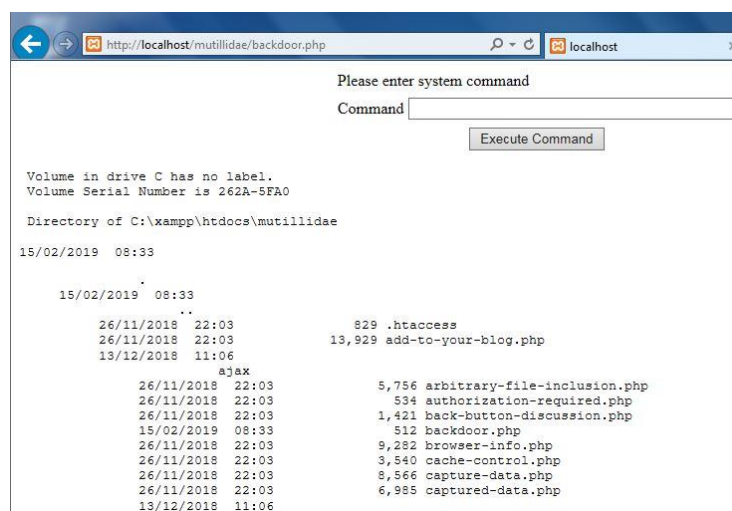 http://localhost/mutillidae/backdoor.php
localhost
Please enter system command
Command
Execute Command
Volume in drive C has no label.
Volume Serial Number is 262A-5FA0
Directory of C:\xampp\htdocs\mutillidae
15/02/2019 08:33
.
15/02/2019 08:33
..
26/11/2018 22:03 829 .htaccess
26/11/2018 22:03 13,929 add-to-your-blog.php
13/12/2018 11:06
ajax
26/11/2018 22:03 5,756 arbitrary-file-inclusion.php
26/11/2018 22:03 534 authorization-required.php
26/11/2018 22:03 1,421 back-button-discussion.php
15/02/2019 08:33 512 backdoor.php
26/11/2018 22:03 9,282 browser-info.php
26/11/2018 22:03 3,540 cache-control.php
26/11/2018 22:03 8,566 capture-data.php
26/11/2018 22:03 6,985 captured-data.php
13/12/2018 11:06